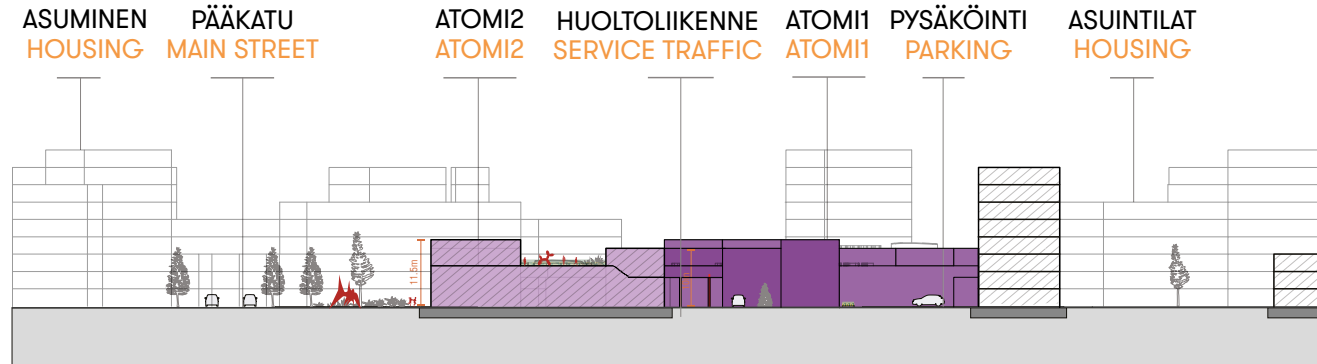 ASUMINEN
HOUSING
PÄÄKATU
MAIN STREET
ATOMI2
ATOMI2
HUOLTOLIIKENNE
SERVICE TRAFFIC
ATOMI1
ATOMI1
PYSÄKÖINTI
PARKING
ASUINTILAT
HOUSING
11.5m